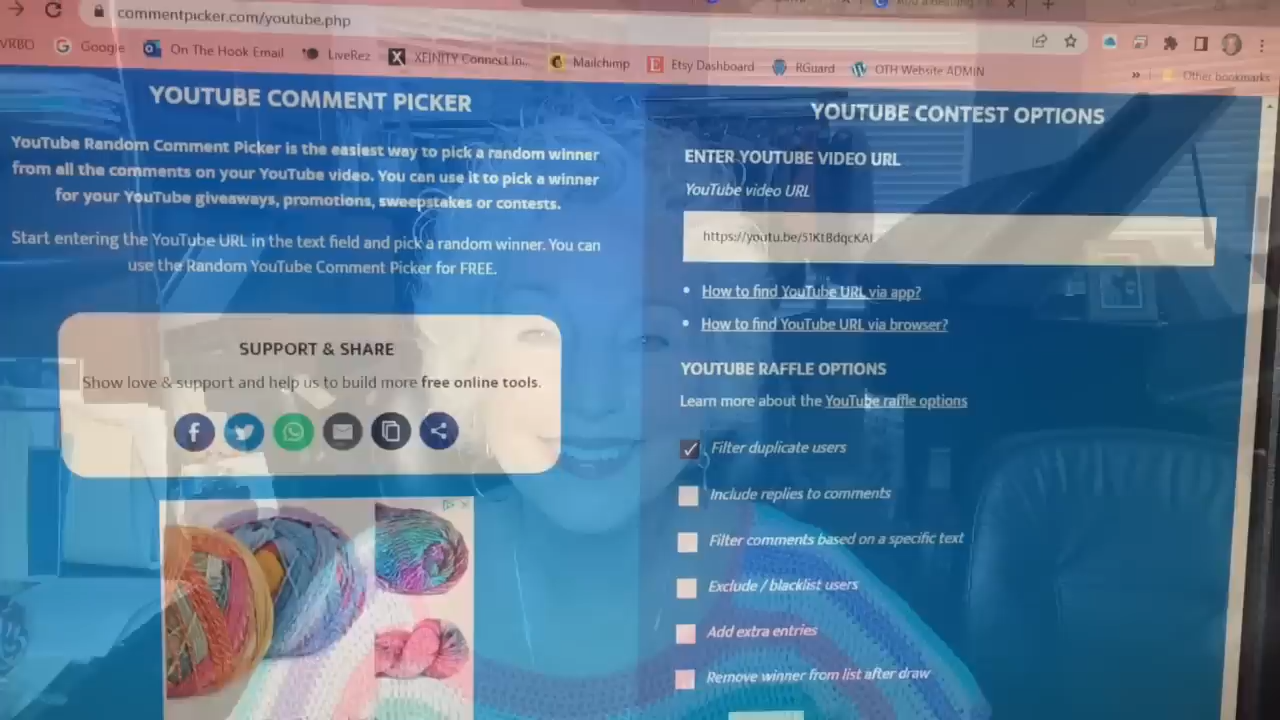 commentpicker.com/youtube.php
VRBO
Google
On The Hook Email
LiveRez
XFINITY Connect In...
Mailchimp
Etsy Dashboard
RGuard
OTH Website ADMIN
»
Other bookmarks
YOUTUBE COMMENT PICKER
YouTube Random Comment Picker is the easiest way to pick a random winner
from all the comments on your YouTube video. You can use it to pick a winner
for your YouTube giveaways, promotions, sweepstakes or contests.
Start entering the YouTube URL in the text field and pick a random winner. You can
use the Random YouTube Comment Picker for FREE.
SUPPORT & SHARE
Show love & support and help us to build more free online tools.
YOUTUBE CONTEST OPTIONS
ENTER YOUTUBE VIDEO URL
YouTube video URL
How to find YouTube URL via app?
How to find YouTube URL via browser?
YOUTUBE RAFFLE OPTIONS
Learn more about the YouTube raffle options
Filter duplicate users
Include replies to comments
Filter comments based on a specific text
Exclude / blacklist users
Add extra entries
Remove winner from list after draw